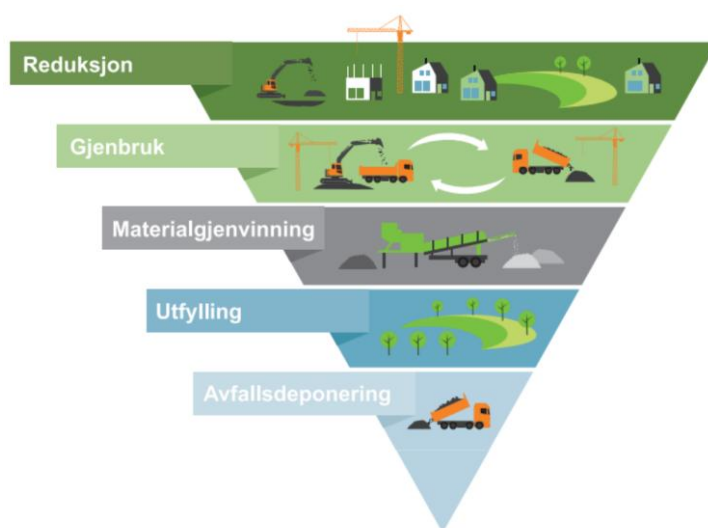 Reduksjon
Gjenbruk
Materialgjenvinning
Utfylling
Avfallsdeponering